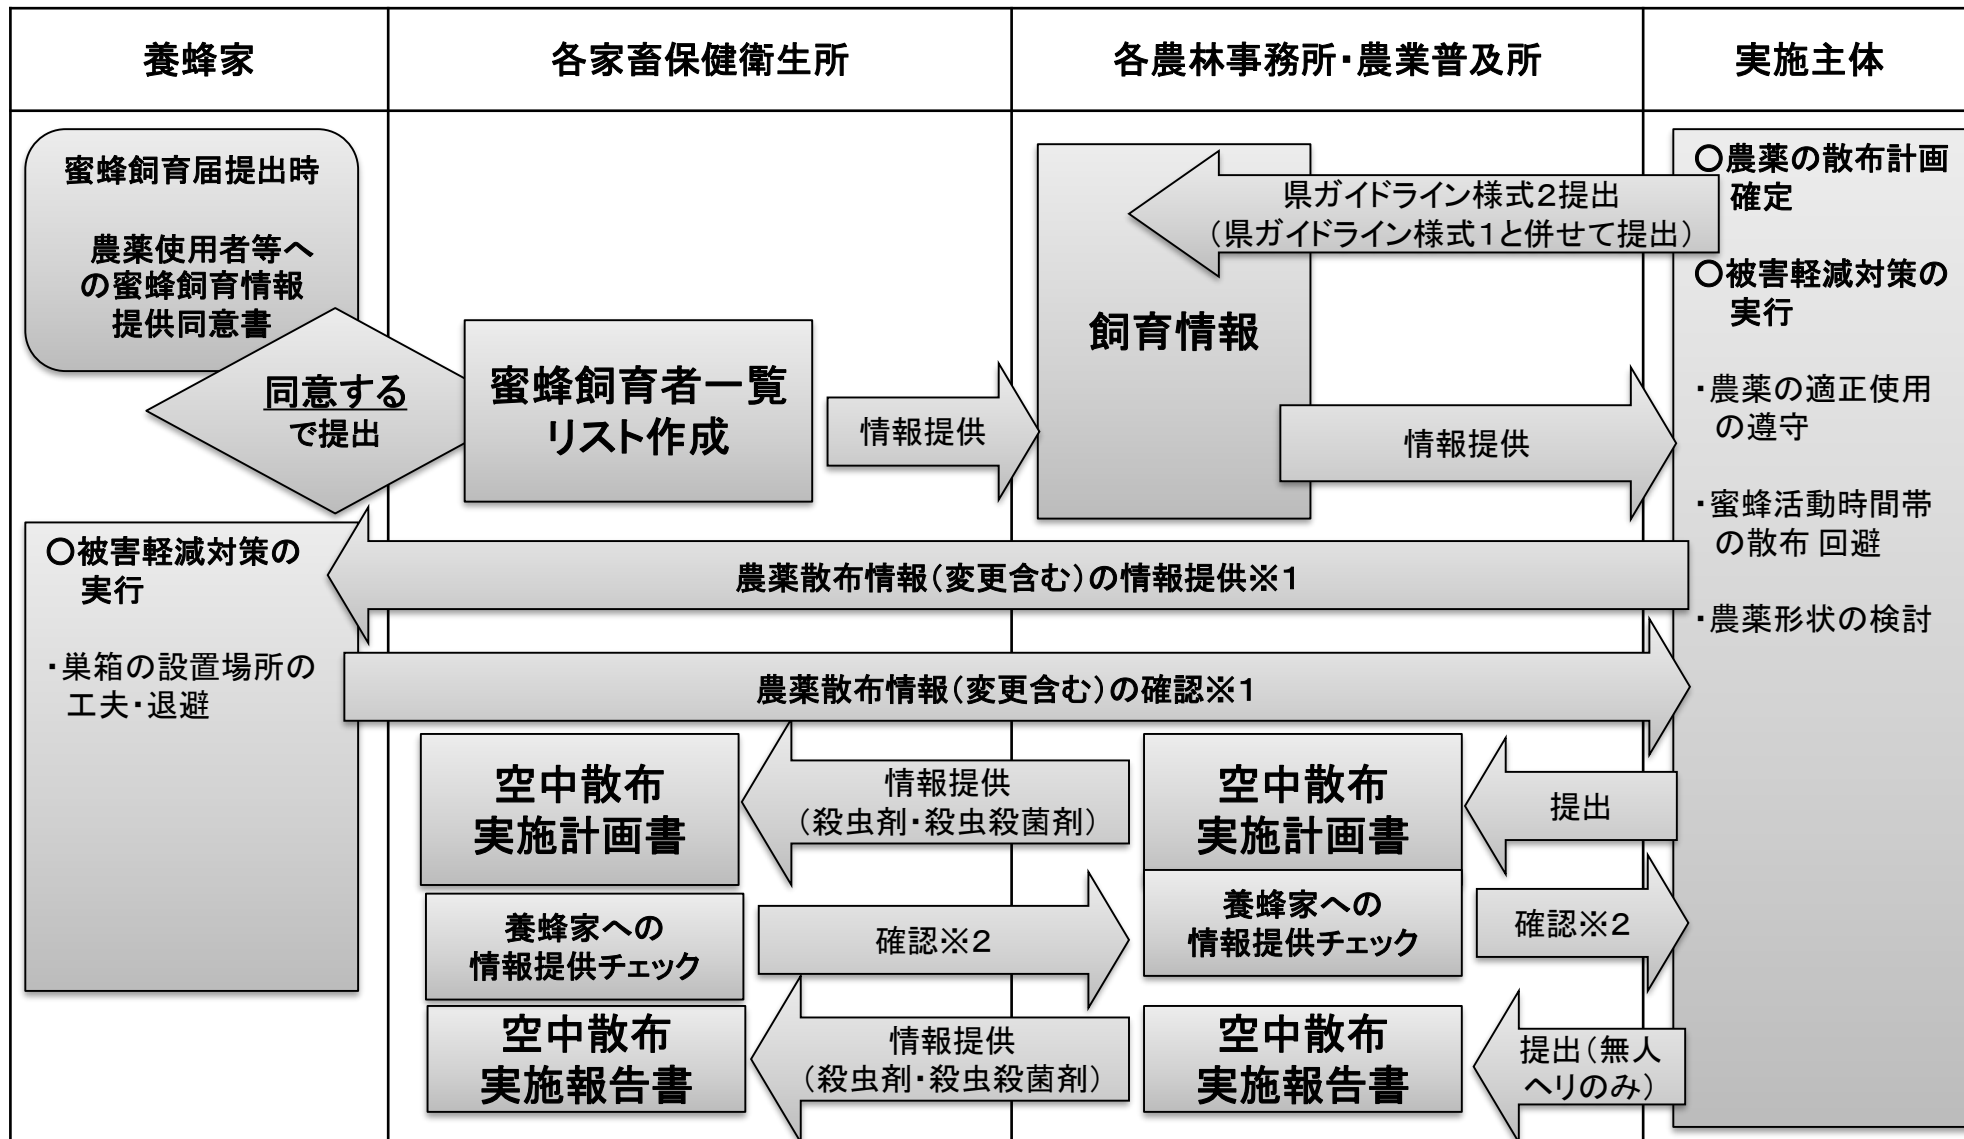 養蜂家
各家畜保健衛生所
各農林事務所・農業普及所
実施主体
蜜蜂飼育届提出時
農薬使用者等へ
の蜜蜂飼育情報
提供同意書
同意する
で提出
蜜蜂飼育者一覧
リスト作成
情報提供
飼育情報
県ガイドライン様式２提出
（県ガイドライン様式１と併せて提出）
情報提供
○農薬の散布計画
確定
○被害軽減対策の
実行
・農薬の適正使用
の遵守
・蜜蜂活動時間帯
の散布 回避
・農薬形状の検討
○被害軽減対策の
実行
・巣箱の設置場所の
工夫・退避
農薬散布情報（変更含む）の情報提供※１
農薬散布情報（変更含む）の確認※１
空中散布
実施計画書
情報提供
（殺虫剤・殺虫殺菌剤）
空中散布
実施計画書
提出
養蜂家への
情報提供チェック
確認※２
養蜂家への
情報提供チェック
確認※２
空中散布
実施報告書
情報提供
（殺虫剤・殺虫殺菌剤）
空中散布
実施報告書
提出（無人
ヘリのみ）